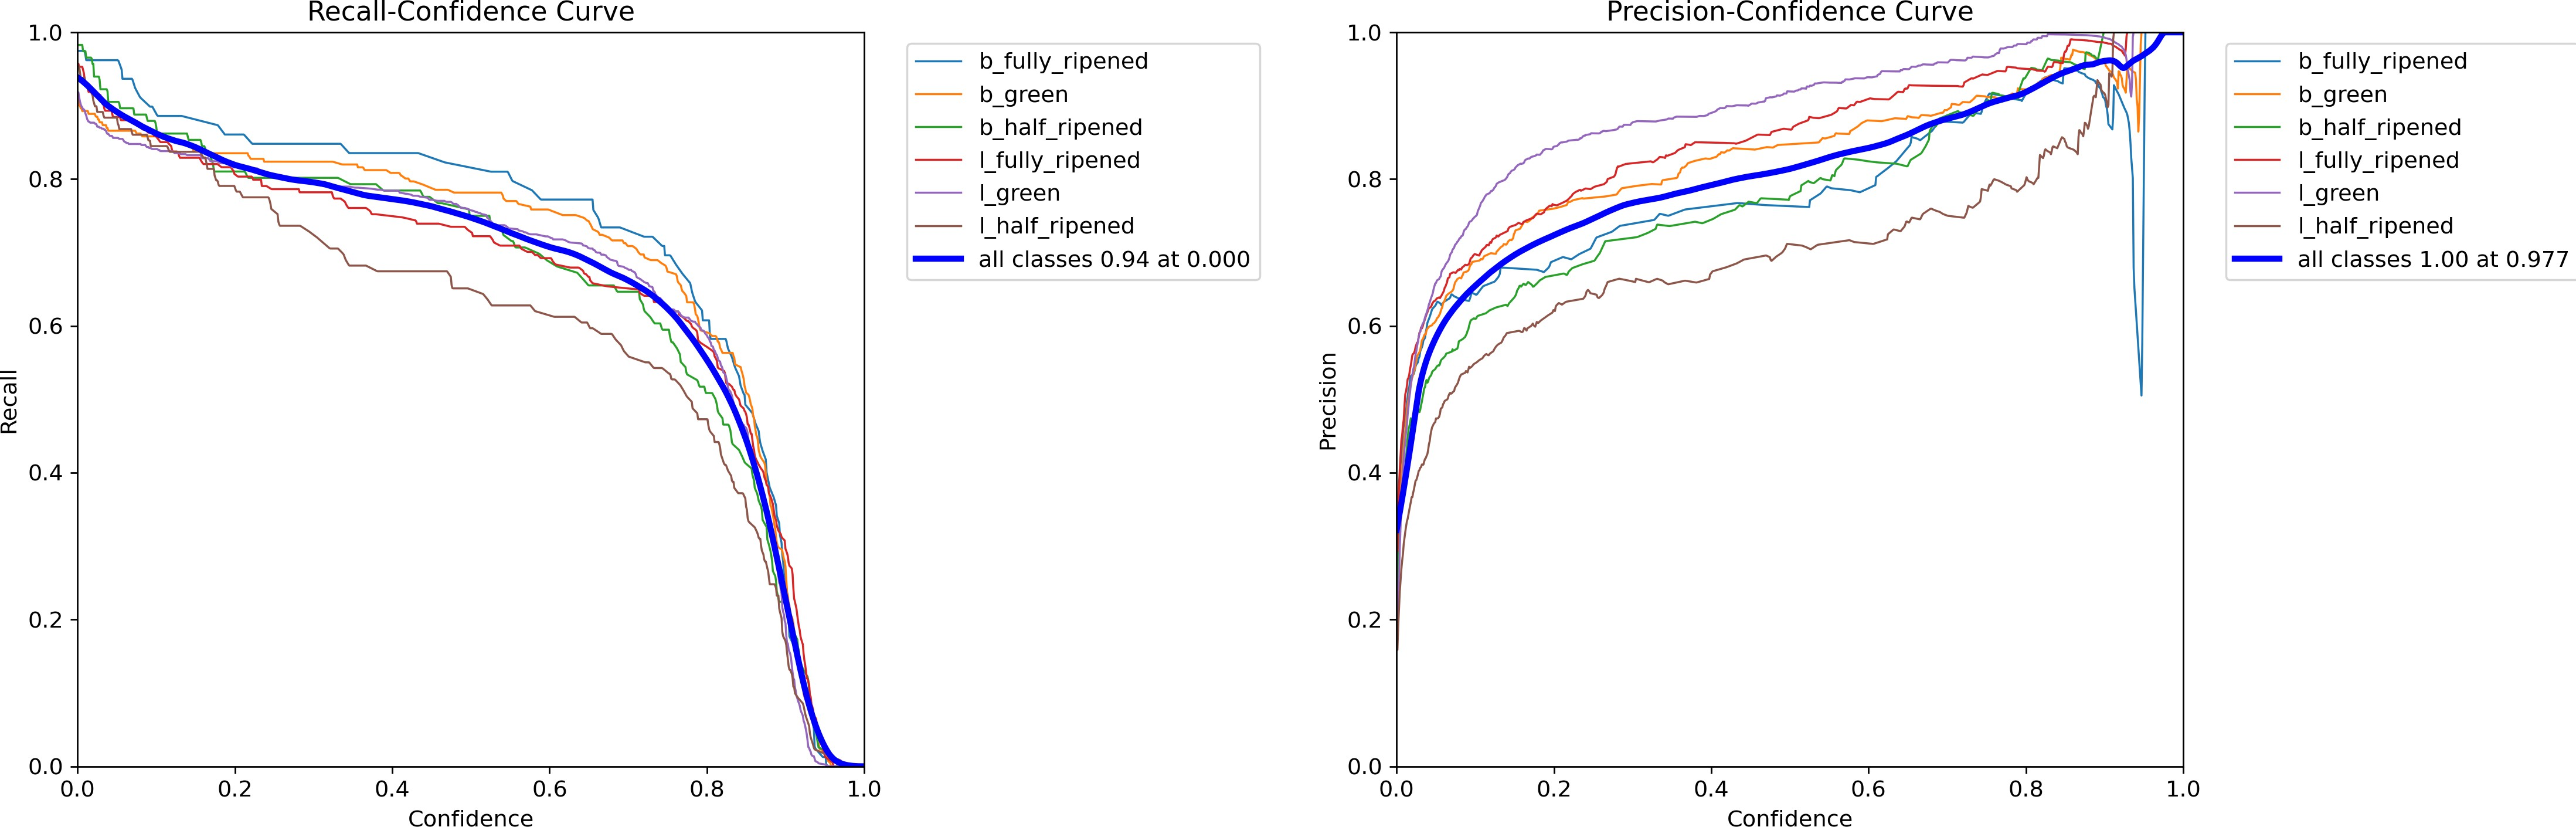 Recall-Confidence Curve
1.0
0.8
0.6
0.4
0.2
0.0
Recall
0.0 0.2 0.4 0.6 0.8 1.0
Confidence
b_fully_ripened
b_green
b_half_ripened
l_fully_ripened
l_green
l_half_ripened
all classes 0.94 at 0.000
Precision-Confidence Curve
1.0
0.8
0.6
0.4
0.2
0.0
Precision
0.0 0.2 0.4 0.6 0.8 1.0
Confidence
b_fully_ripened
b_green
b_half_ripened
l_fully_ripened
l_green
l_half_ripened
all classes 1.00 at 0.977